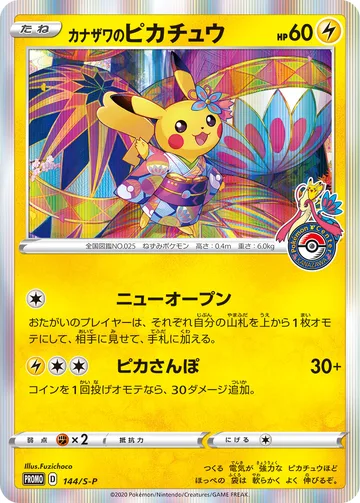 たね カナザワのピカチュウ HP60
全国図鑑NO.025 ねずみポケモン 高さ：0.4m 重さ：6.0kg
Pokémon Center
KANAZAWA
ニューオープン
おたがいのプレイヤーは、それぞれ自分の山札を上から1枚オモ
テにして、相手に見せて、手札に加える。
ピカさんぽ 30+
コインを1回投げオモテなら、30ダメージ追加。
弱点 ×2 抵抗力 にげる
Illus.Fuzichoco
PROMO D 144/S-P
つくる 電気が 強力な ピカチュウほど
ほっぺの 袋は 軟らかく よく 伸びるぞ。
©2020 Pokémon/Nintendo/Creatures/GAME FREAK.